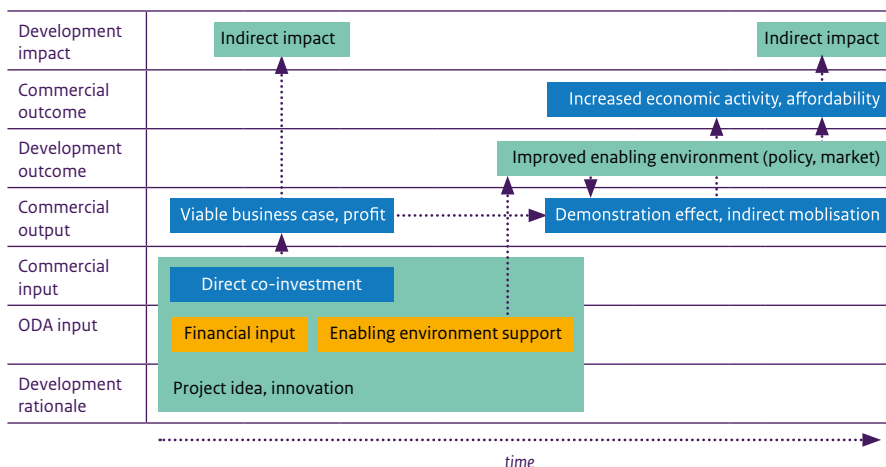 Development
impact
Indirect impact
Indirect impact
Commercial
outcome
Increased economic activity, affordability
Development
outcome
Improved enabling environment (policy, market)
Commercial
output
Viable business case, profit
Demonstration effect, indirect moblisation
Commercial
input
Direct co-investment
ODA input
Financial input
Enabling environment support
Development
rationale
Project idea, innovation
time